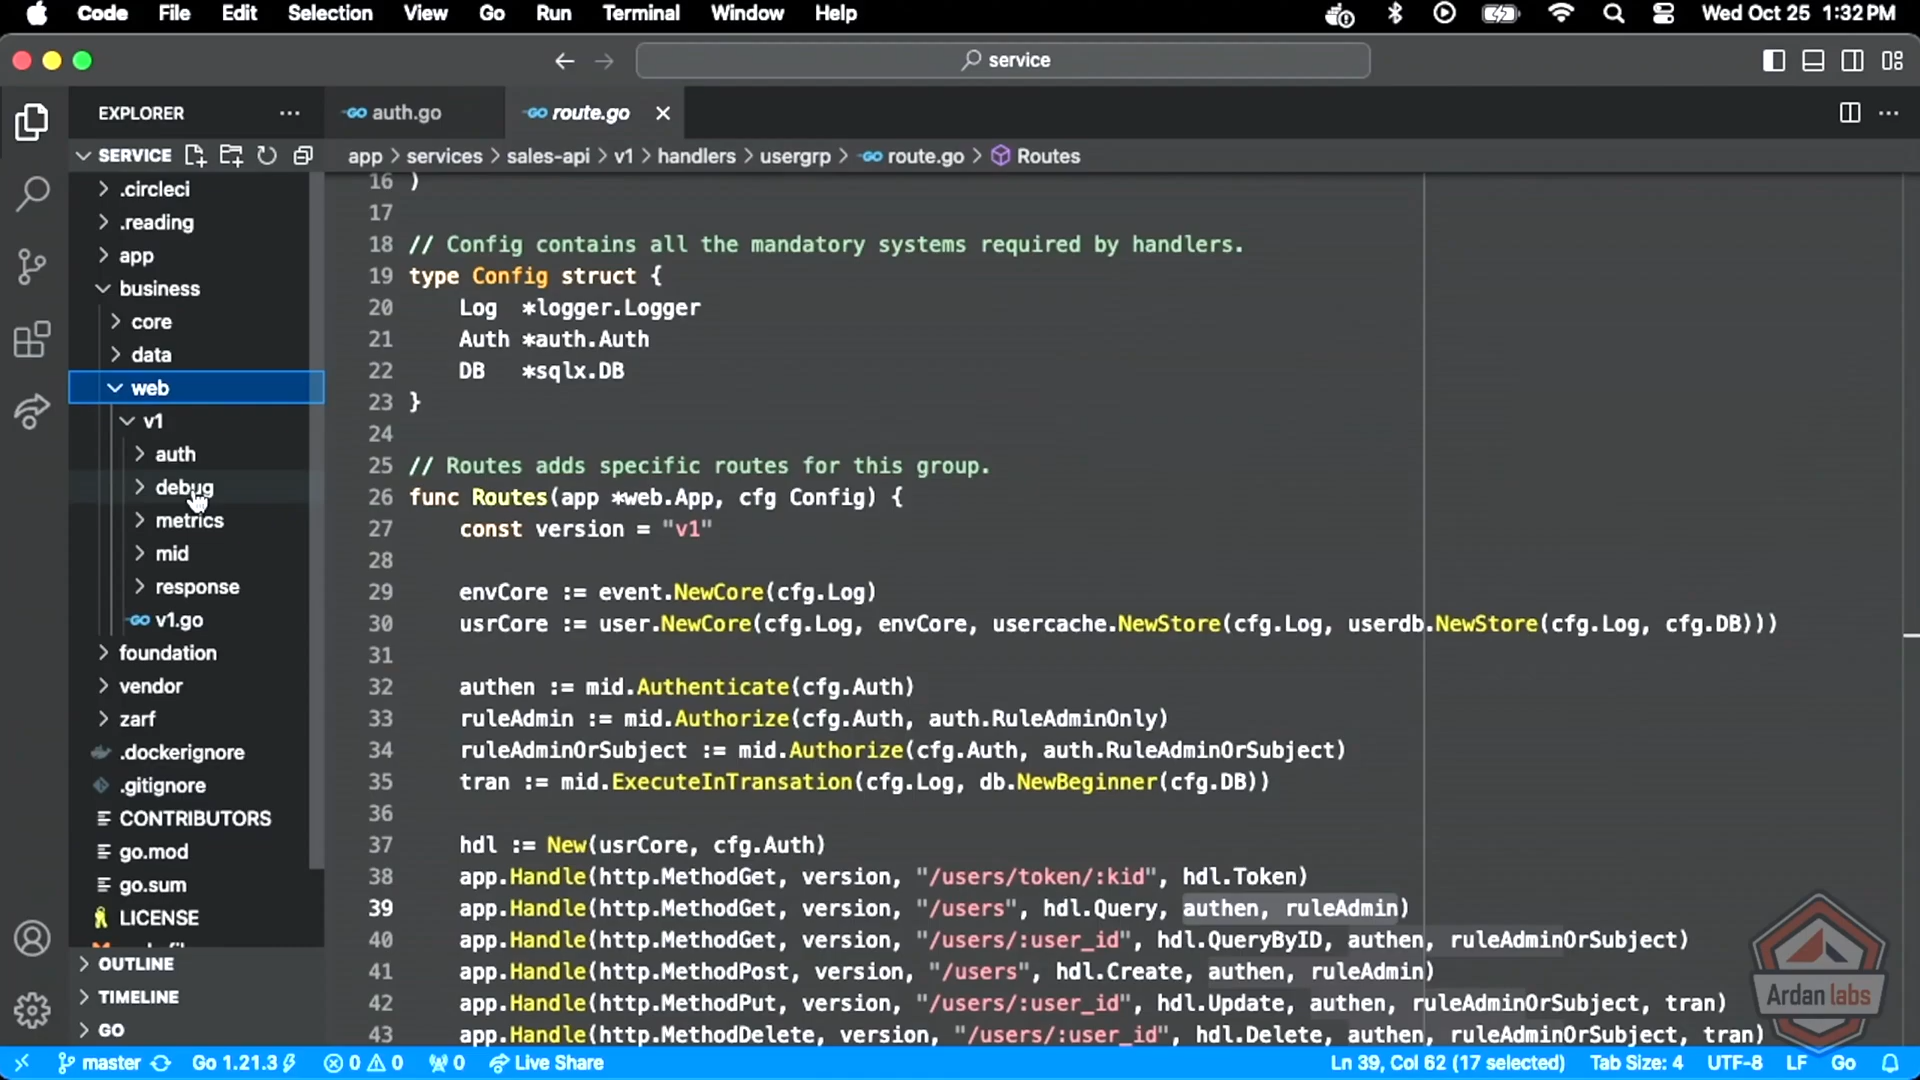 Code File Edit Selection View Go Run Terminal Window Help Wed Oct 25 1:32 PM
service
EXPLORER
auth.go
route.go
SERVICE
app > services > sales-api > v1 > handlers > usergrp > route.go > Routes
.circleci
.reading
app
business
core
data
web
v1
auth
debug
metrics
mid
response
v1.go
foundation
vendor
zarf
.dockerignore
.gitignore
CONTRIBUTORS
go.mod
go.sum
LICENSE
OUTLINE
TIMELINE
GO
16 )
17
18 // Config contains all the mandatory systems required by handlers.
19 type Config struct {
20 Log *logger.Logger
21 Auth *auth.Auth
22 DB *sqlx.DB
23 }
24
25 // Routes adds specific routes for this group.
26 func Routes(app *web.App, cfg Config) {
27 const version = "v1"
28
29 envCore := event.NewCore(cfg.Log)
30 usrCore := user.NewCore(cfg.Log, envCore, usercache.NewStore(cfg.Log, userdb.NewStore(cfg.Log, cfg.DB)))
31
32 authen := mid.Authenticate(cfg.Auth)
33 ruleAdmin := mid.Authorize(cfg.Auth, auth.RuleAdminOnly)
34 ruleAdminOrSubject := mid.Authorize(cfg.Auth, auth.RuleAdminOrSubject)
35 tran := mid.ExecuteInTransation(cfg.Log, db.NewBeginner(cfg.DB))
36
37 hdl := New(usrCore, cfg.Auth)
38 app.Handle(http.MethodGet, version, "/users/token/:kid", hdl.Token)
39 app.Handle(http.MethodGet, version, "/users", hdl.Query, authen, ruleAdmin)
40 app.Handle(http.MethodGet, version, "/users/:user_id", hdl.QueryByID, authen, ruleAdminOrSubject)
41 app.Handle(http.MethodPost, version, "/users", hdl.Create, authen, ruleAdmin)
42 app.Handle(http.MethodPut, version, "/users/:user_id", hdl.Update, authen, ruleAdminOrSubject, tran)
43 app.Handle(http.MethodDelete, version, "/users/:user_id", hdl.Delete, authen, ruleAdminOrSubject, tran)
Ardan labs
master Go 1.21.3 0 0 0 Live Share Ln 39, Col 62 (17 selected) Tab Size: 4 UTF-8 LF Go